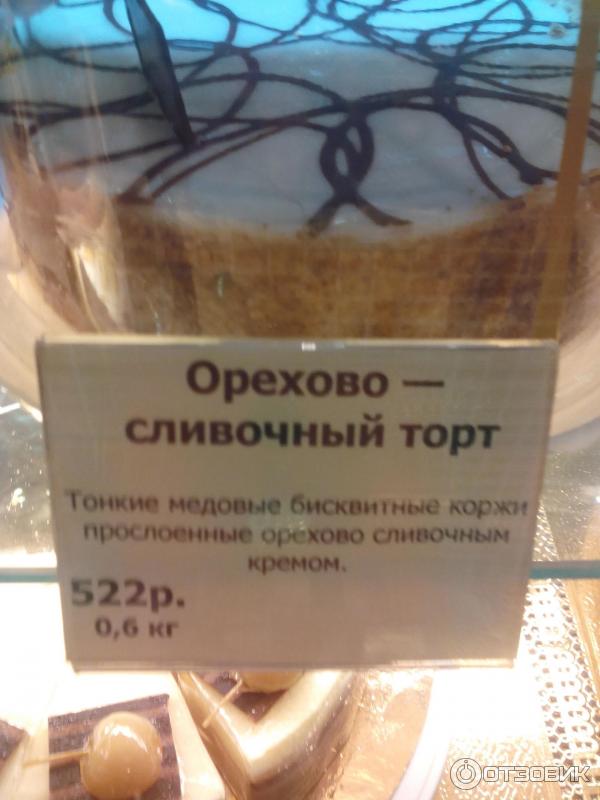 Орехово —
сливочный торт
Тонкие медовые бисквитные коржи
прослоенные орехово сливочным
кремом.
522р.
0,6 кг
ОТЗОВИК